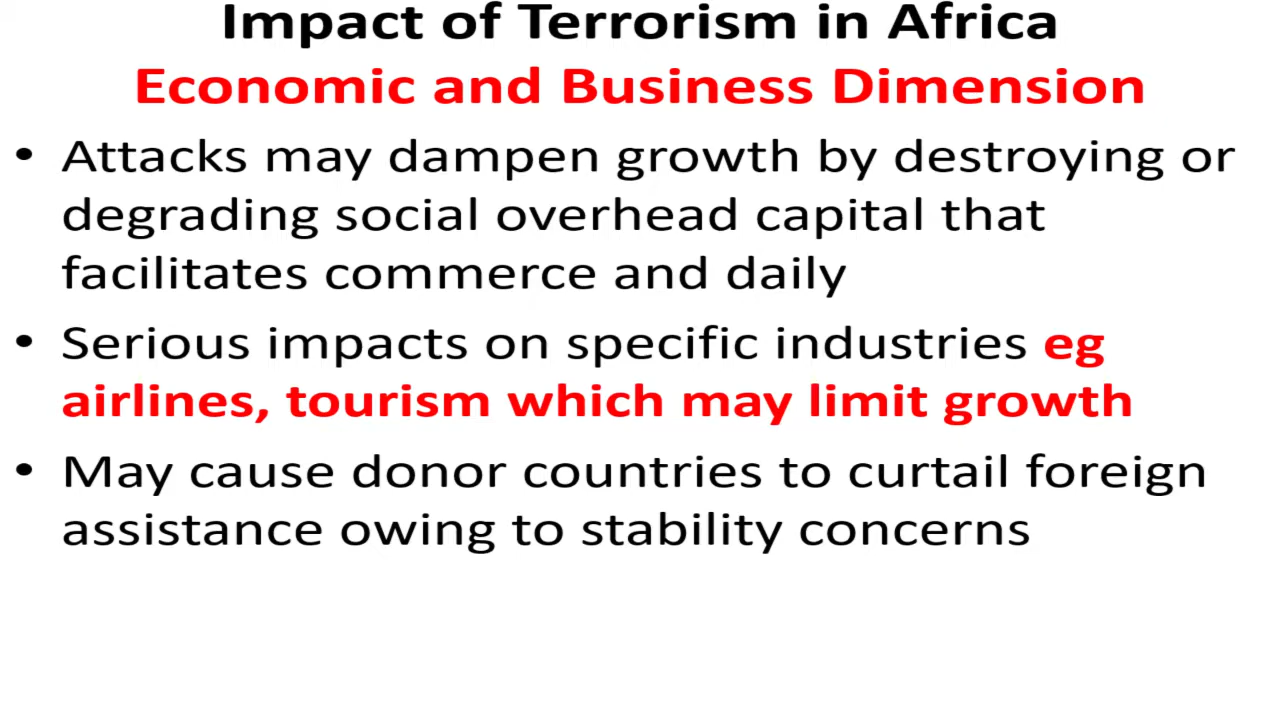 Impact of Terrorism in Africa
Economic and Business Dimension
• Attacks may dampen growth by destroying or
degrading social overhead capital that
facilitates commerce and daily
• Serious impacts on specific industries eg
airlines, tourism which may limit growth
• May cause donor countries to curtail foreign
assistance owing to stability concerns